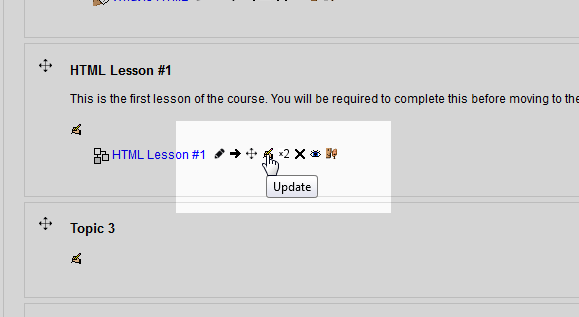 HTML Lesson #1
This is the first lesson of the course. You will be required to complete this before moving to the
HTML Lesson #1 ×2
Update
Topic 3